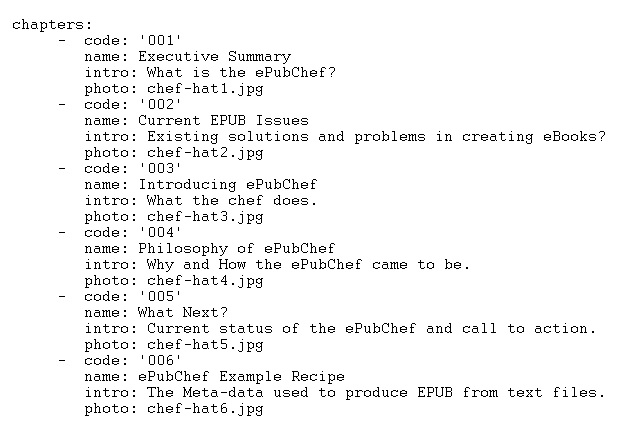 chapters:
- code: '001'
name: Executive Summary
intro: What is the ePubChef?
photo: chef-hat1.jpg
- code: '002'
name: Current EPUB Issues
intro: Existing solutions and problems in creating eBooks?
photo: chef-hat2.jpg
- code: '003'
name: Introducing ePubChef
intro: What the chef does.
photo: chef-hat3.jpg
- code: '004'
name: Philosophy of ePubChef
intro: Why and How the ePubChef came to be.
photo: chef-hat4.jpg
- code: '005'
name: What Next?
intro: Current status of the ePubChef and call to action.
photo: chef-hat5.jpg
- code: '006'
name: ePubChef Example Recipe
intro: The Meta-data used to produce EPUB from text files.
photo: chef-hat6.jpg